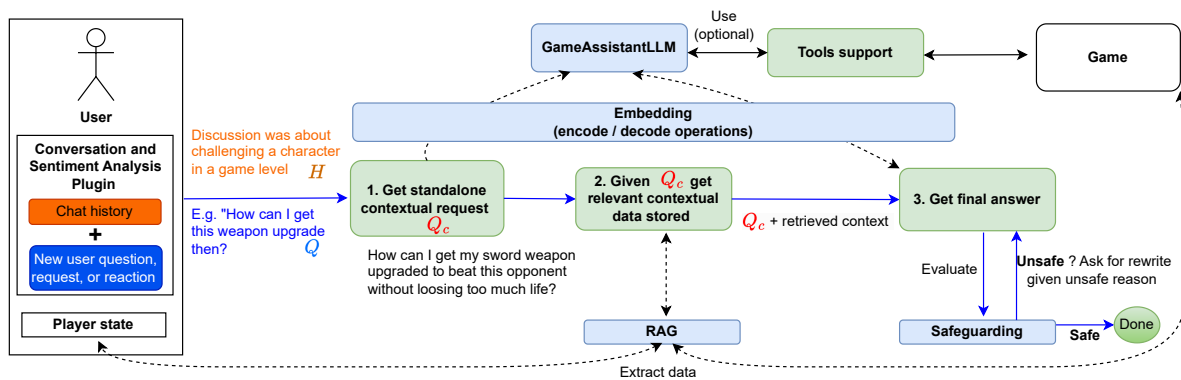 User
Conversation and
Sentiment Analysis
Plugin
Chat history
+
New user question,
request, or reaction
Player state
Discussion was about
challenging a character
in a game level H
E.g. "How can I get
this weapon upgrade
then? Q
GameAssistantLLM
Use
(optional)
Tools support
Game
Embedding
(encode / decode operations)
1. Get standalone
contextual request
Q_c
How can I get my sword weapon
upgraded to beat this opponent
without loosing too much life?
2. Given Q_c get
relevant contextual
data stored
Q_c + retrieved context
3. Get final answer
Evaluate
Unsafe ? Ask for rewrite
given unsafe reason
RAG
Extract data
Safeguarding
Safe
Done